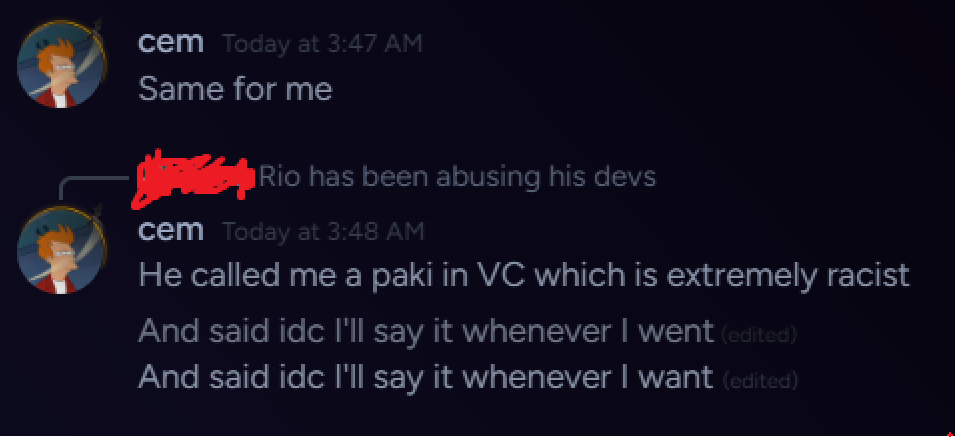 cem Today at 3:47 AM
Same for me
Rio has been abusing his devs
cem Today at 3:48 AM
He called me a paki in VC which is extremely racist
And said idc I'll say it whenever I went (edited)
And said idc I'll say it whenever I want (edited)